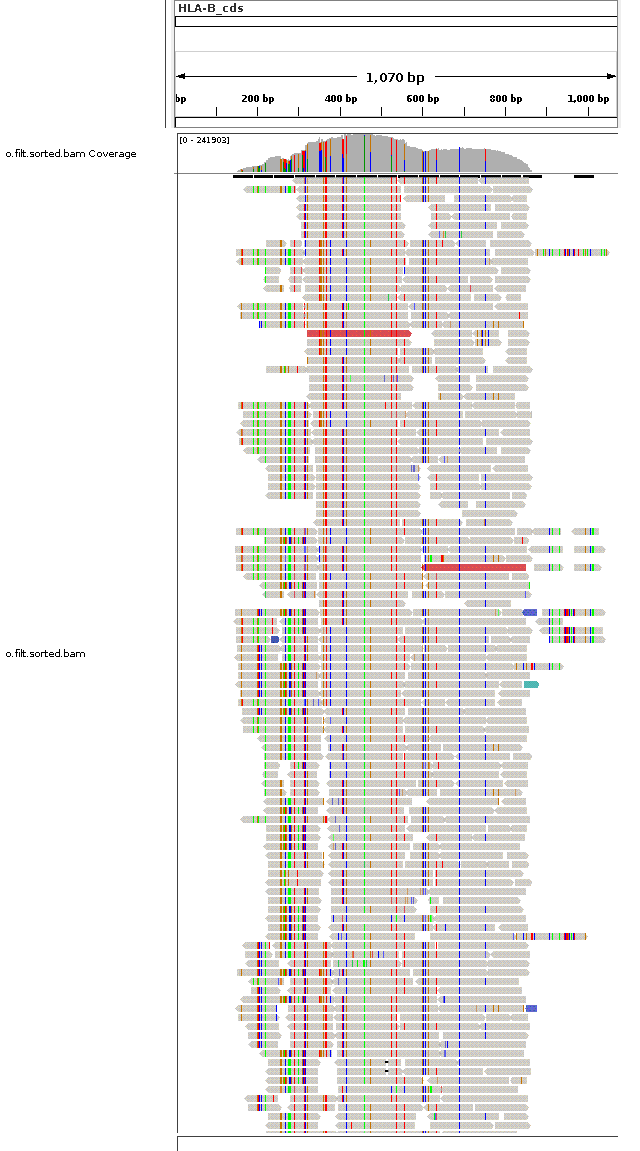 HLA-B_cds
1,070 bp
bp 200 bp 400 bp 600 bp 800 bp 1,000 bp
[0 - 241903]
o.filt.sorted.bam Coverage
o.filt.sorted.bam